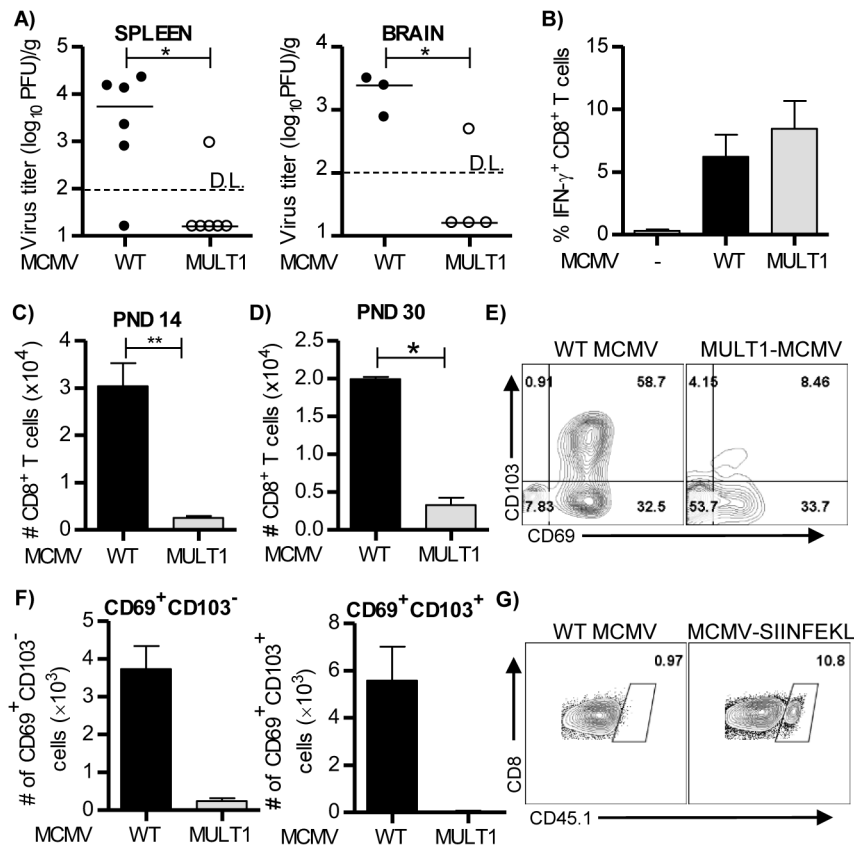 A)
SPLEEN
*
Virus titer (log10 PFU)/g
5
4
3
2
1
D.L.
MCMV WT MULT1
BRAIN
*
Virus titer (log10 PFU)/g
4
3
2
1
D.L.
WT MULT1
B)
% IFN-γ+ CD8+ T cells
15
10
5
0
MCMV - WT MULT1
C)
PND 14
**
# CD8+ T cells (x10⁴)
4
3
2
1
0
MCMV WT MULT1
D)
PND 30
*
# CD8+ T cells (x10⁴)
2.5
2.0
1.5
1.0
0.5
0.0
MCMV WT MULT1
E)
WT MCMV MULT1-MCMV
0.91 58.7 4.15 8.46
7.83 32.5 53.7 33.7
CD103
CD69
F)
CD69+CD103-
# of CD69+CD103-
cells (×10³)
5
4
3
2
1
0
MCMV WT MULT1
CD69+CD103+
# of CD69+CD103+
cells (×10³)
8
6
4
2
0
MCMV WT MULT1
G)
WT MCMV MCMV-SIINFEKL
0.97 10.8
CD8
CD45.1